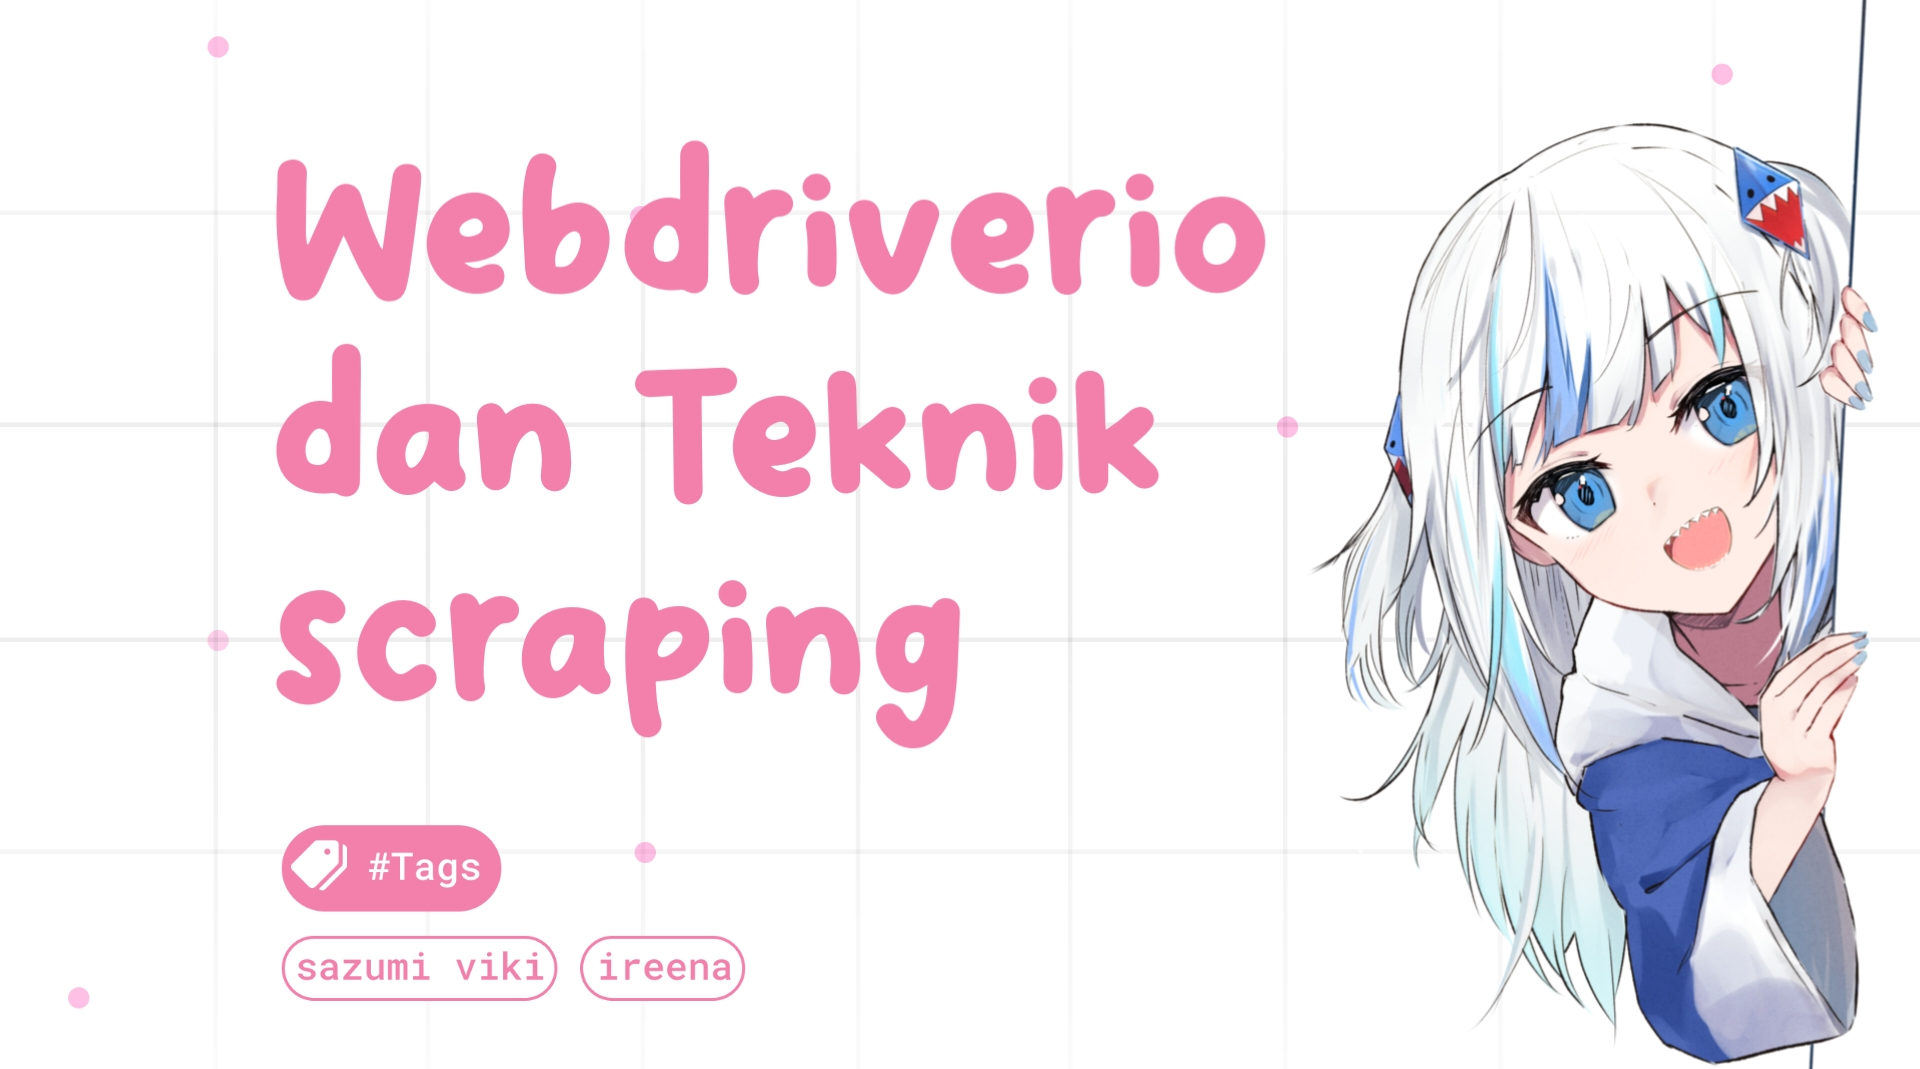 Webdriverio
dan Teknik
scraping
#Tags
sazumi viki
ireena